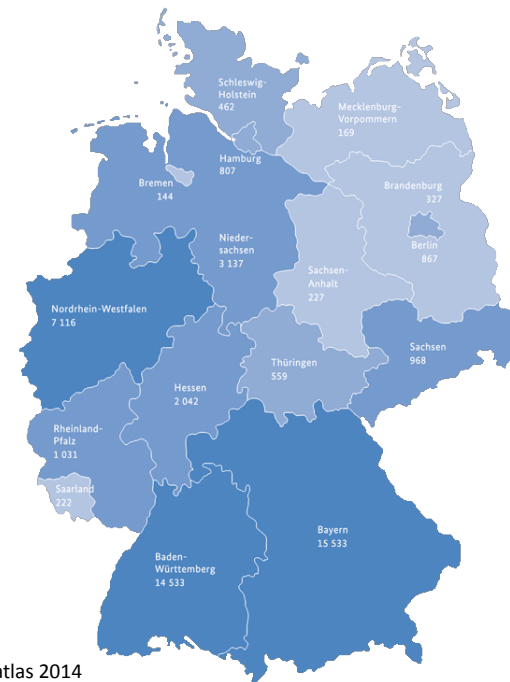 Schleswig-
Holstein
462
Mecklenburg-
Vorpommern
169
Hamburg
807
Bremen
144
Brandenburg
327
Berlin
867
Nieder-
sachsen
3 137
Sachsen-
Anhalt
227
Nordrhein-Westfalen
7 116
Sachsen
968
Thüringen
559
Hessen
2 042
Rheinland-
Pfalz
1 031
Saarland
222
Bayern
15 533
Baden-
Württemberg
14 533
2014